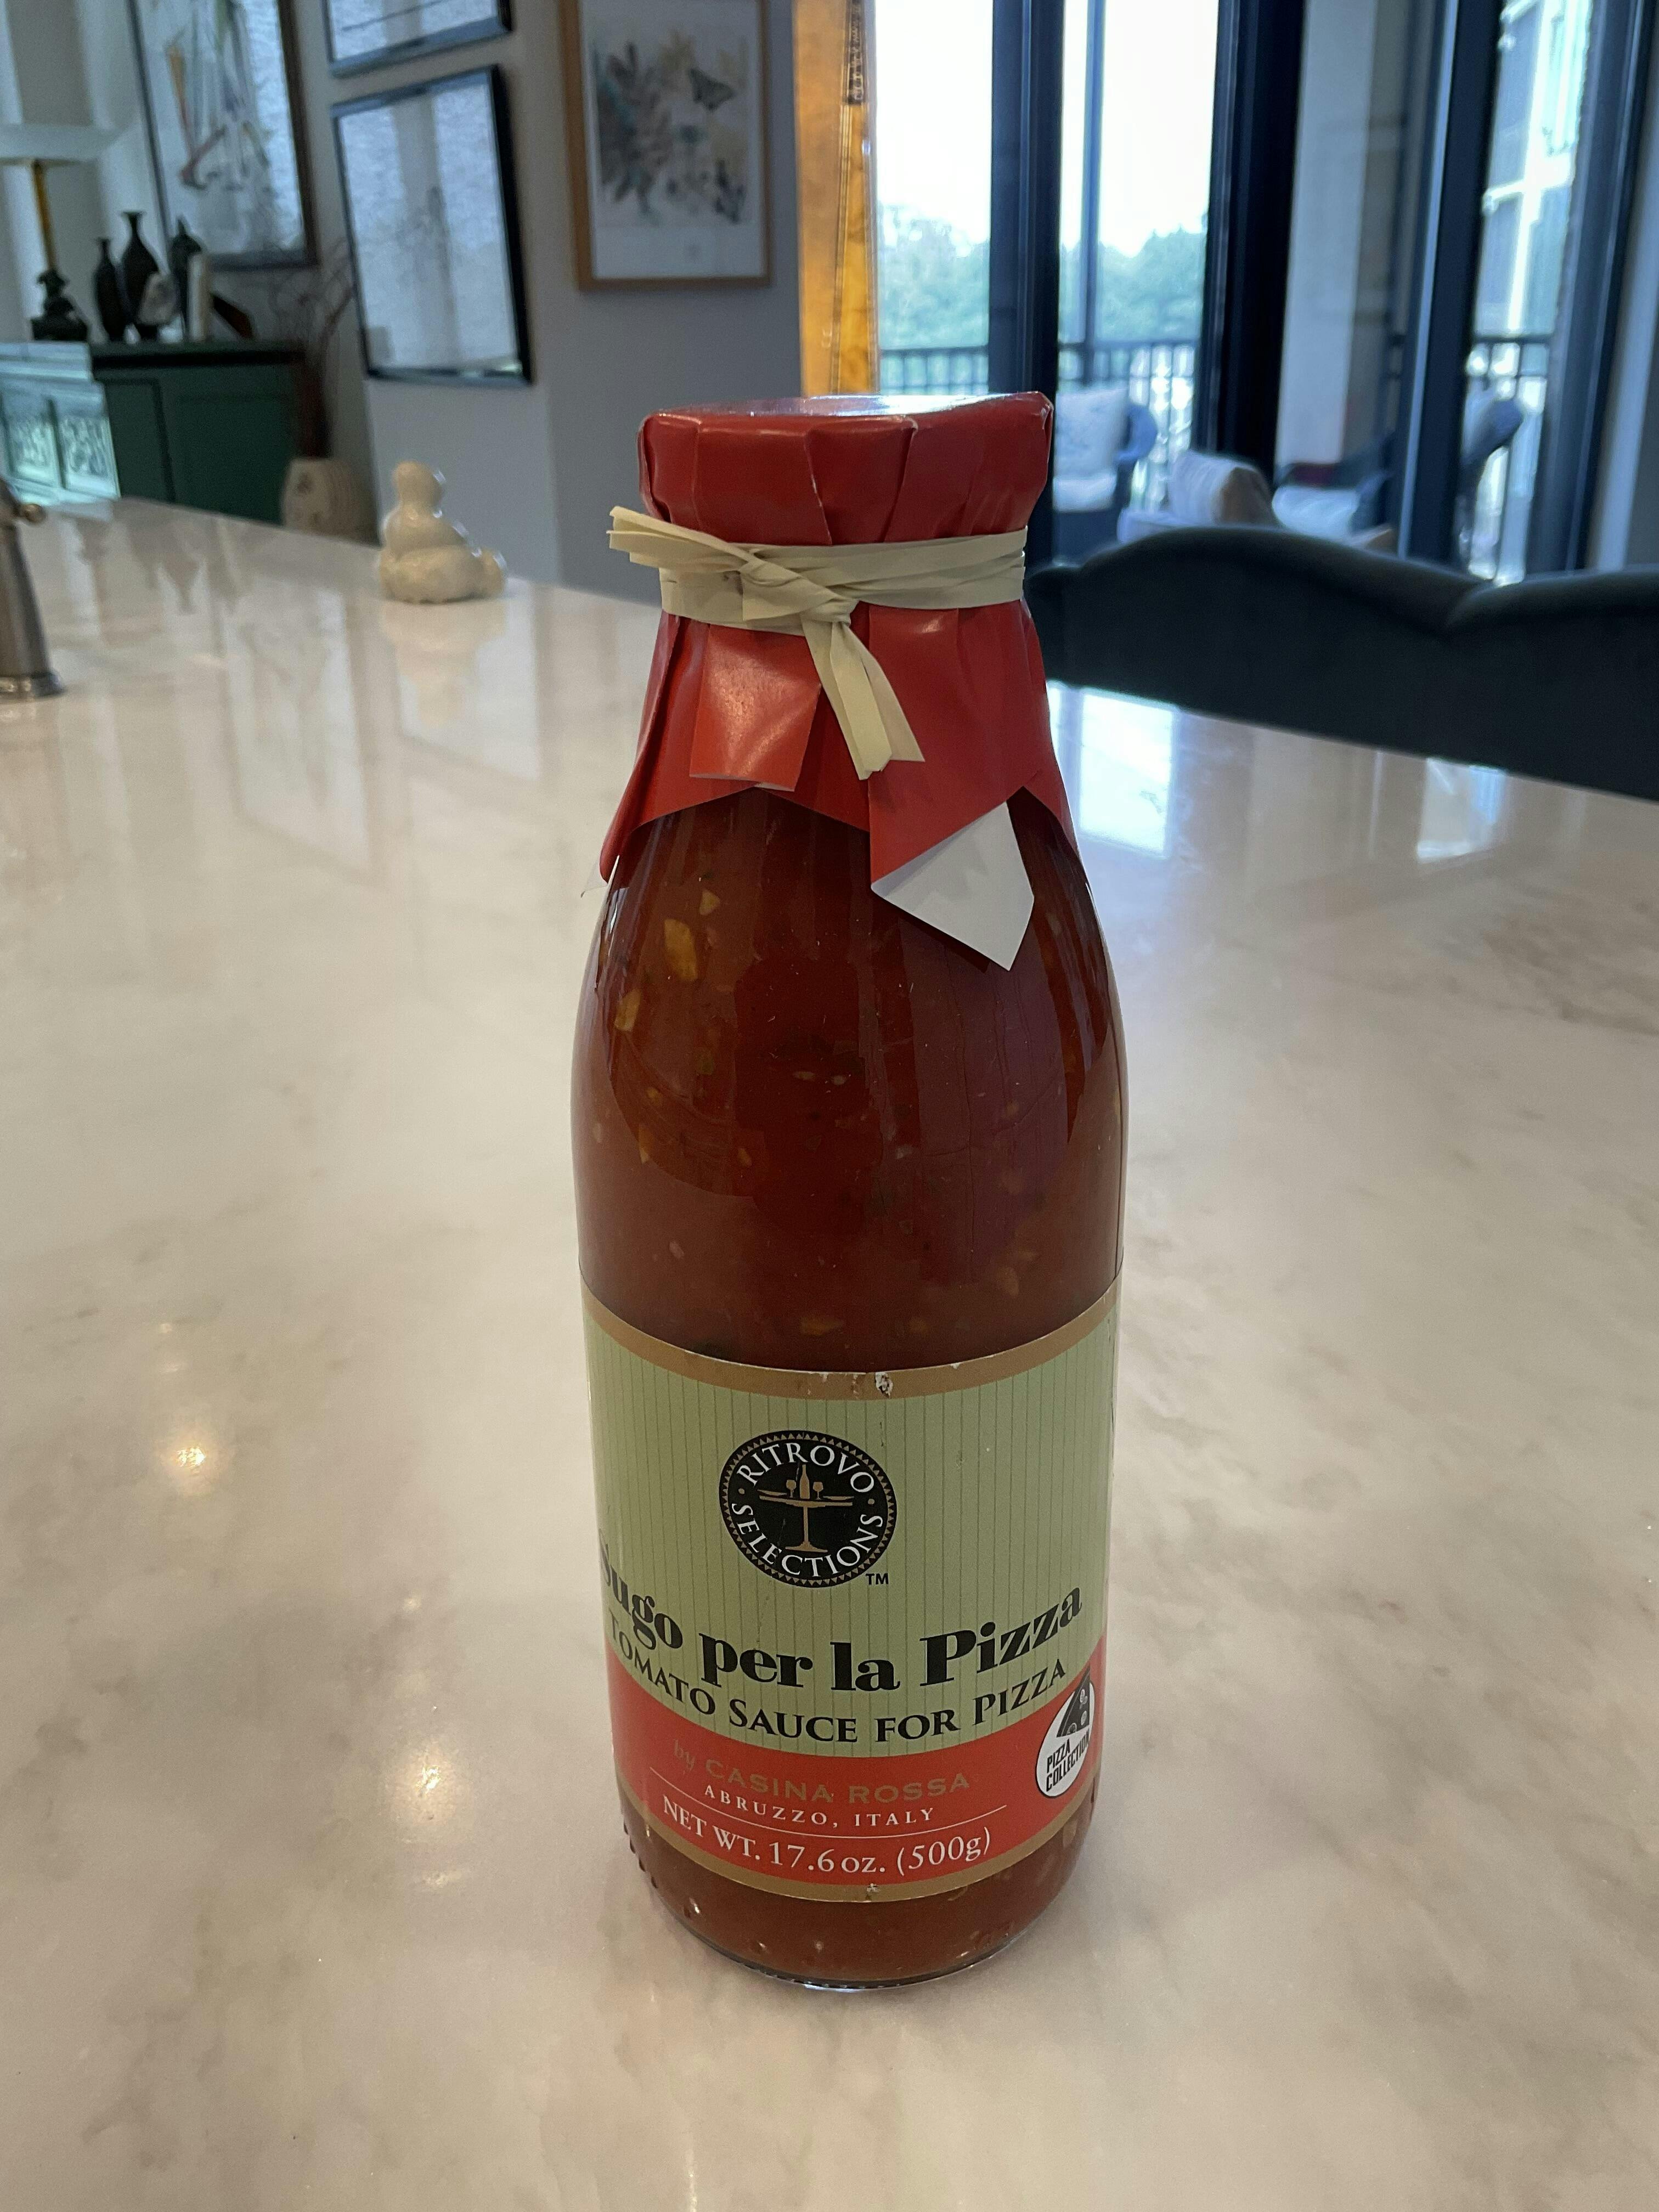 RITROVO
SELECTIONS
TM
Sugo per la Pizza
TOMATO SAUCE FOR PIZZA
by CASINA ROSSA
ABRUZZO, ITALY
NET WT. 17.6 oz. (500g)
PIZZA
COLLECTION